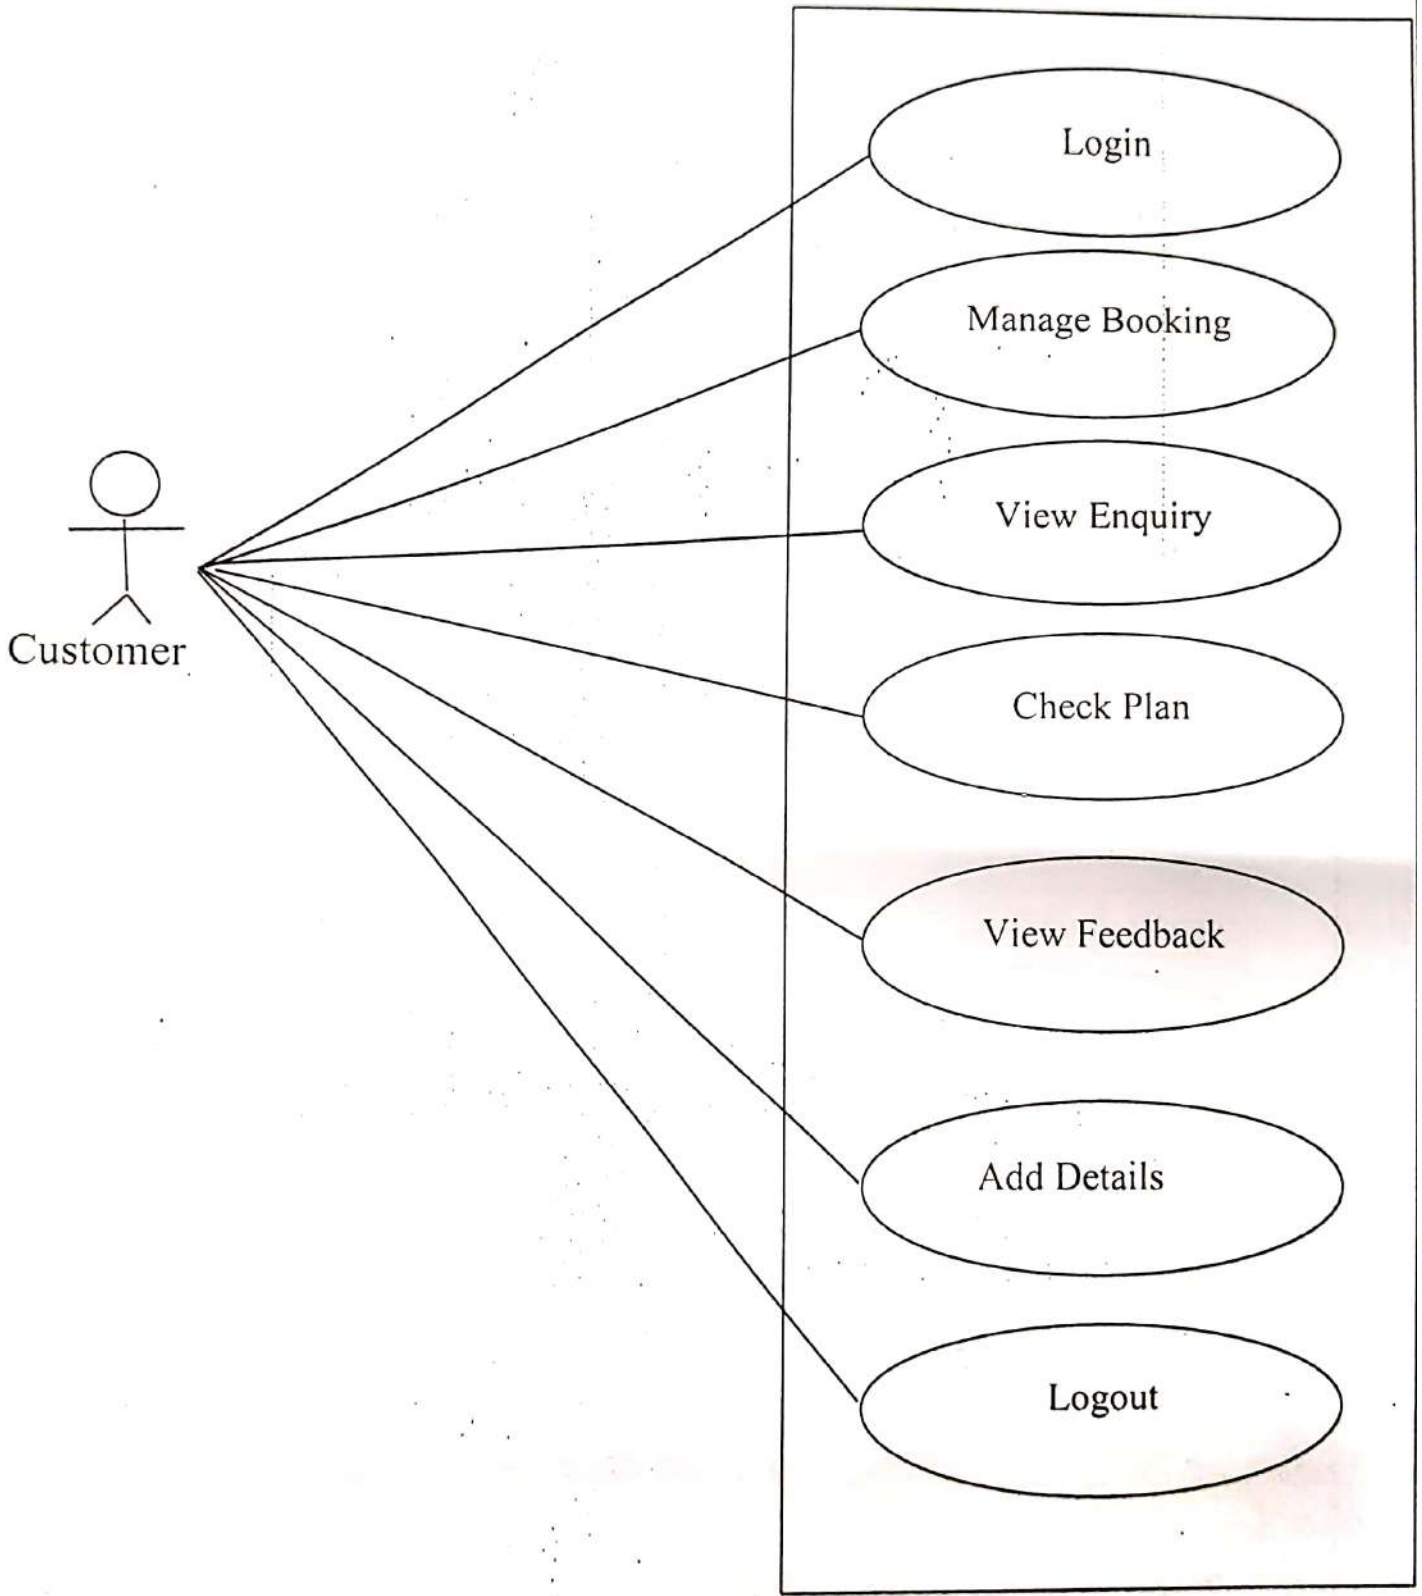 Login
Manage Booking
View Enquiry
Customer
Check Plan
View Feedback
Add Details
Logout